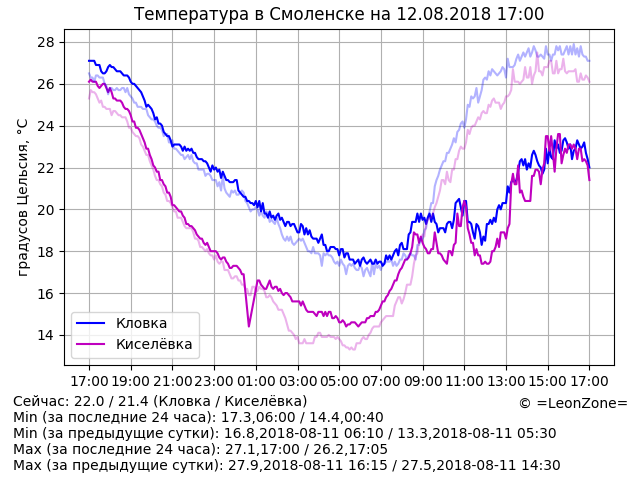 Температура в Смоленске на 12.08.2018 17:00
градусов Цельсия, °C
28
26
24
22
20
18
16
14
Кловка
Киселёвка
17:00 19:00 21:00 23:00 01:00 03:00 05:00 07:00 09:00 11:00 13:00 15:00 17:00
Сейчас: 22.0 / 21.4 (Кловка / Киселёвка)
© =LeonZone=
Min (за последние 24 часа): 17.3,06:00 / 14.4,00:40
Min (за предыдущие сутки): 16.8,2018-08-11 06:10 / 13.3,2018-08-11 05:30
Max (за последние 24 часа): 27.1,17:00 / 26.2,17:05
Max (за предыдущие сутки): 27.9,2018-08-11 16:15 / 27.5,2018-08-11 14:30